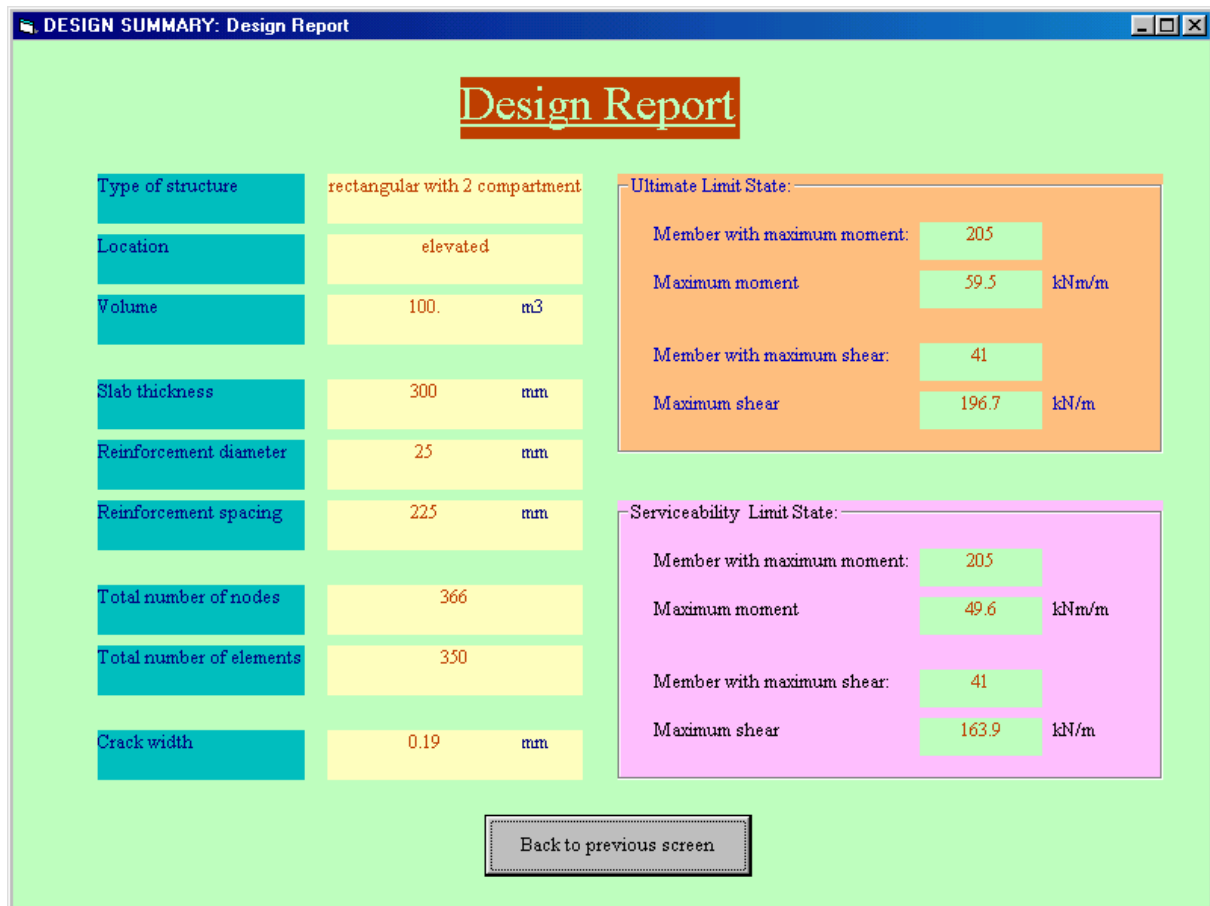 DESIGN SUMMARY: Design Report
Design Report
Type of structure rectangular with 2 compartment
Location elevated
Volume 100. m3
Slab thickness 300 mm
Reinforcement diameter 25 mm
Reinforcement spacing 225 mm
Total number of nodes 366
Total number of elements 350
Crack width 0.19 mm
Ultimate Limit State:
Member with maximum moment: 205
Maximum moment 59.5 kNm/m
Member with maximum shear: 41
Maximum shear 196.7 kN/m
Serviceability Limit State:
Member with maximum moment: 205
Maximum moment 49.6 kNm/m
Member with maximum shear: 41
Maximum shear 163.9 kN/m
Back to previous screen